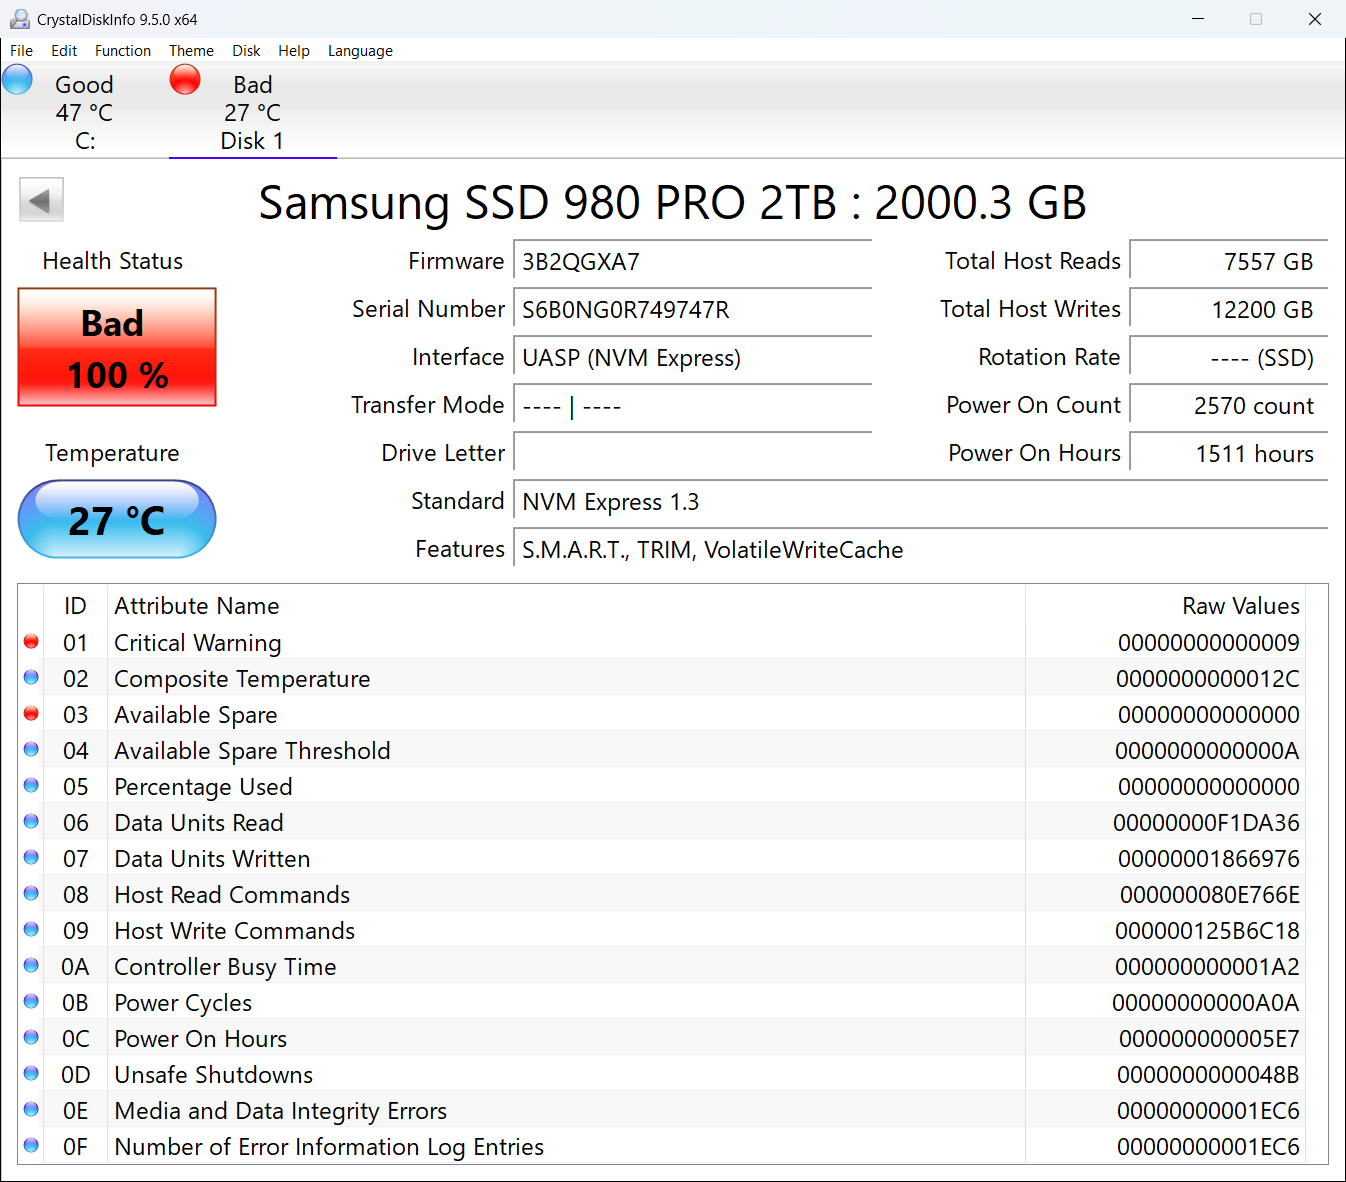 CrystalDiskInfo 9.5.0 x64
File Edit Function Theme Disk Help Language
Good
47 °C
C:
Bad
27 °C
Disk 1
Samsung SSD 980 PRO 2TB : 2000.3 GB
Health Status
Bad
100 %
Temperature
27 °C
Firmware 3B2QGXA7
Serial Number S6B0NG0R749747R
Interface UASP (NVM Express)
Transfer Mode ---- | ----
Drive Letter
Standard NVM Express 1.3
Features S.M.A.R.T., TRIM, VolatileWriteCache
Total Host Reads 7557 GB
Total Host Writes 12200 GB
Rotation Rate ---- (SSD)
Power On Count 2570 count
Power On Hours 1511 hours
ID Attribute Name Raw Values
01 Critical Warning 00000000000009
02 Composite Temperature 0000000000012C
03 Available Spare 00000000000000
04 Available Spare Threshold 0000000000000A
05 Percentage Used 00000000000000
06 Data Units Read 00000000F1DA36
07 Data Units Written 00000001866976
08 Host Read Commands 000000080E766E
09 Host Write Commands 000000125B6C18
0A Controller Busy Time 000000000001A2
0B Power Cycles 00000000000A0A
0C Power On Hours 000000000005E7
0D Unsafe Shutdowns 0000000000048B
0E Media and Data Integrity Errors 00000000001EC6
0F Number of Error Information Log Entries 00000000001EC6